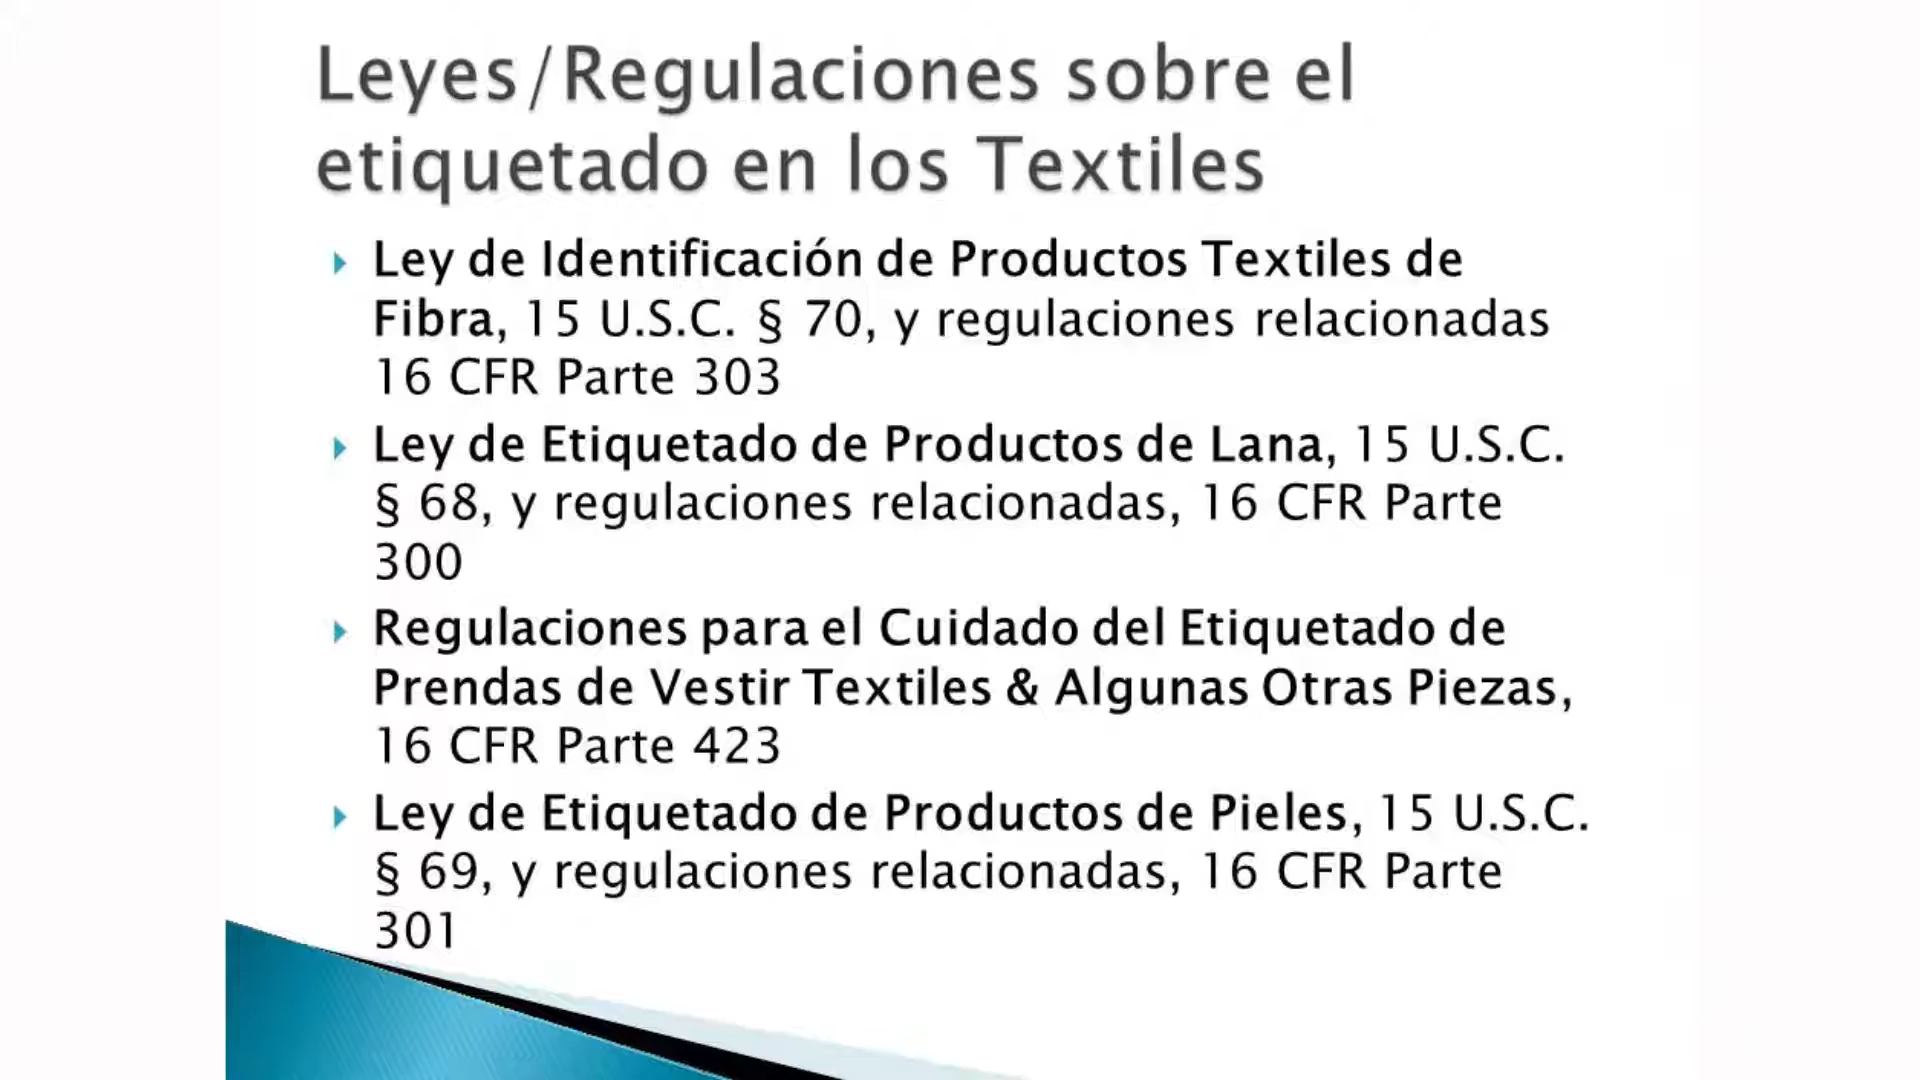 Leyes/Regulaciones sobre el
etiquetado en los Textiles
Ley de Identificación de Productos Textiles de
Fibra, 15 U.S.C. § 70, y regulaciones relacionadas
16 CFR Parte 303
Ley de Etiquetado de Productos de Lana, 15 U.S.C.
§ 68, y regulaciones relacionadas, 16 CFR Parte
300
Regulaciones para el Cuidado del Etiquetado de
Prendas de Vestir Textiles & Algunas Otras Piezas,
16 CFR Parte 423
Ley de Etiquetado de Productos de Pieles, 15 U.S.C.
§ 69, y regulaciones relacionadas, 16 CFR Parte
301